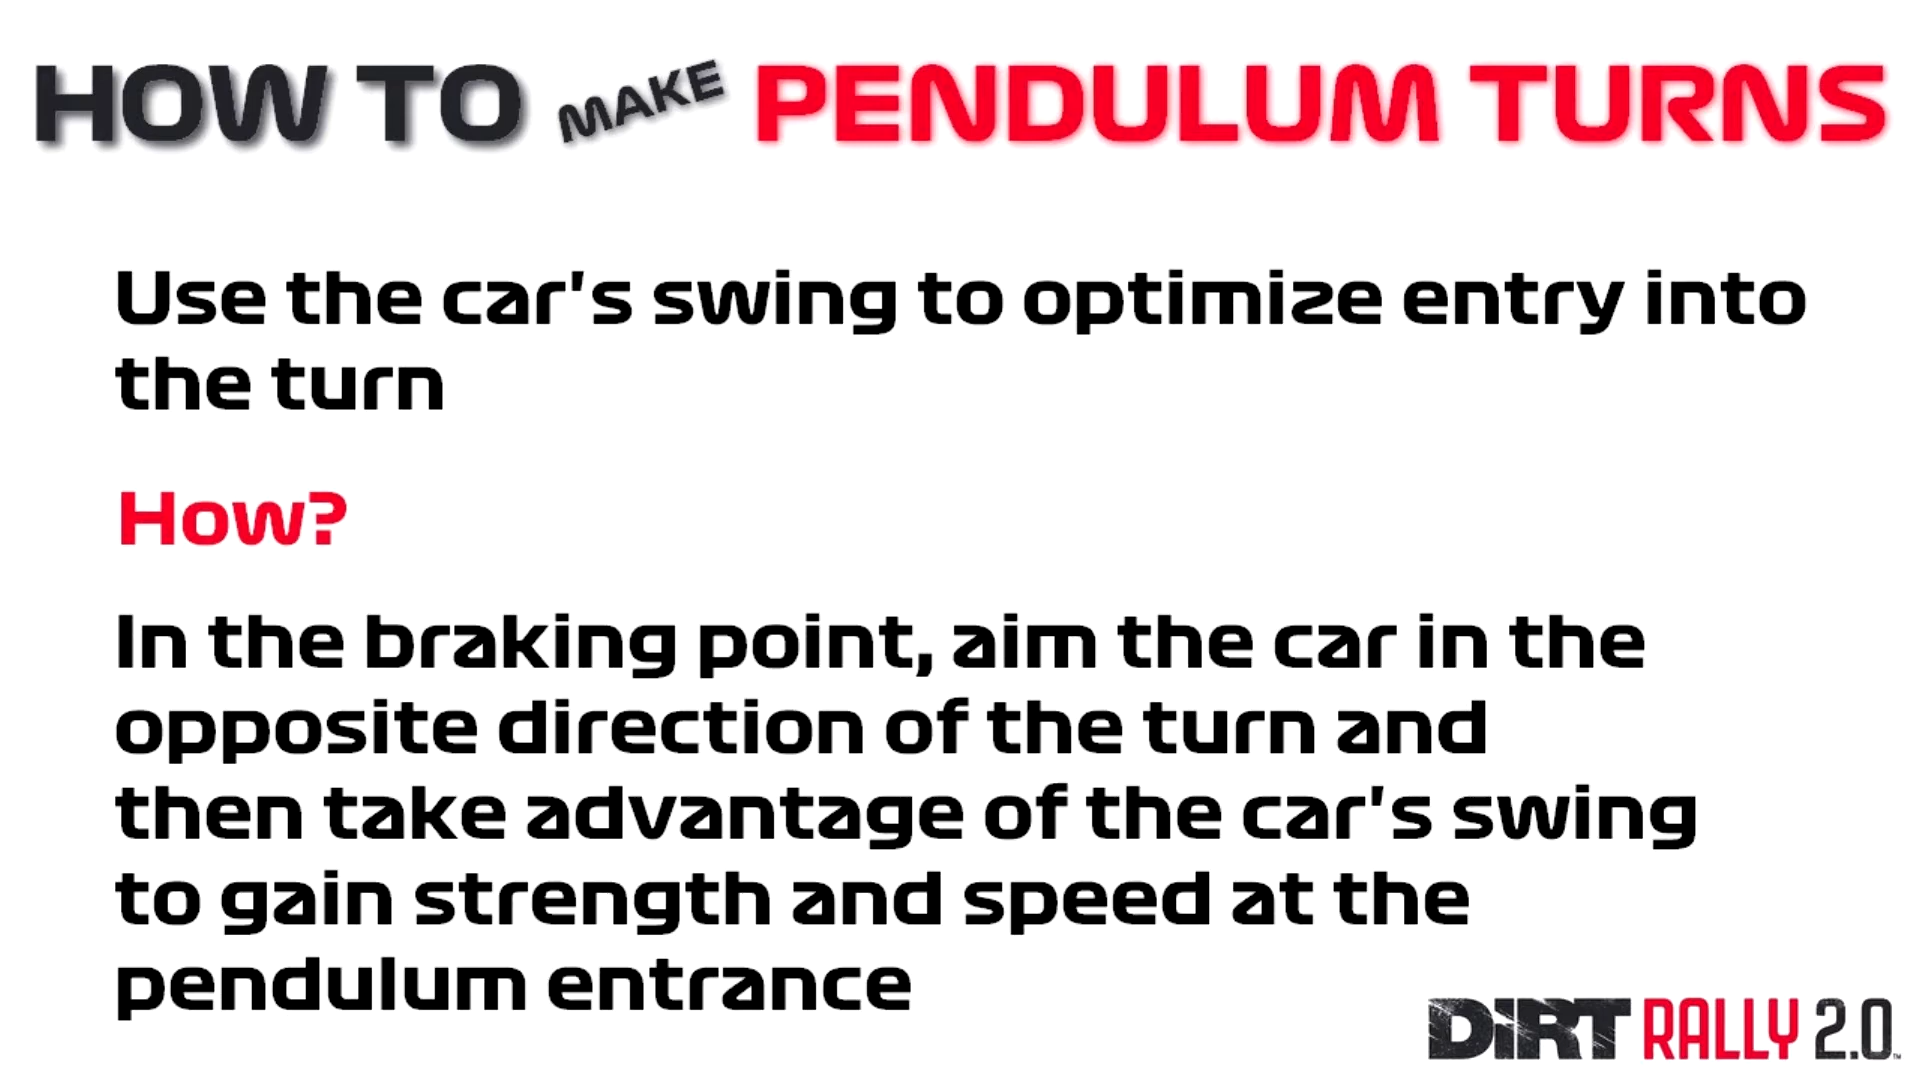 HOW TO MAKE PENDULUM TURNS
Use the car's swing to optimize entry into
the turn
How?
In the braking point, aim the car in the
opposite direction of the turn and
then take advantage of the car's swing
to gain strength and speed at the
pendulum entrance
DiRT RALLY 2.0™